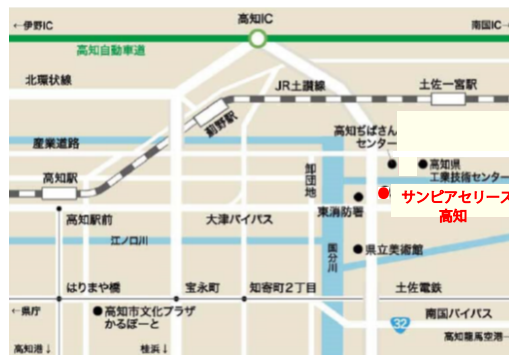 高知IC
←伊野IC
南国IC→
高知自動車道
北環状線
JR土讃線
土佐一宮駅
薊野駅
高知ぢばさん
センター
産業道路
高知県
工業技術センター
高知駅
卸団地
サンピアセリーズ
高知
東消防署
高知駅前
大津バイパス
江ノ口川
国分川
県立美術館
はりまや橋
宝永町
知寄町2丁目
土佐電鉄
←県庁
高知市文化プラザ
かるぽーと
32
南国バイパス
高知龍馬空港→
高知港↓
桂浜↓